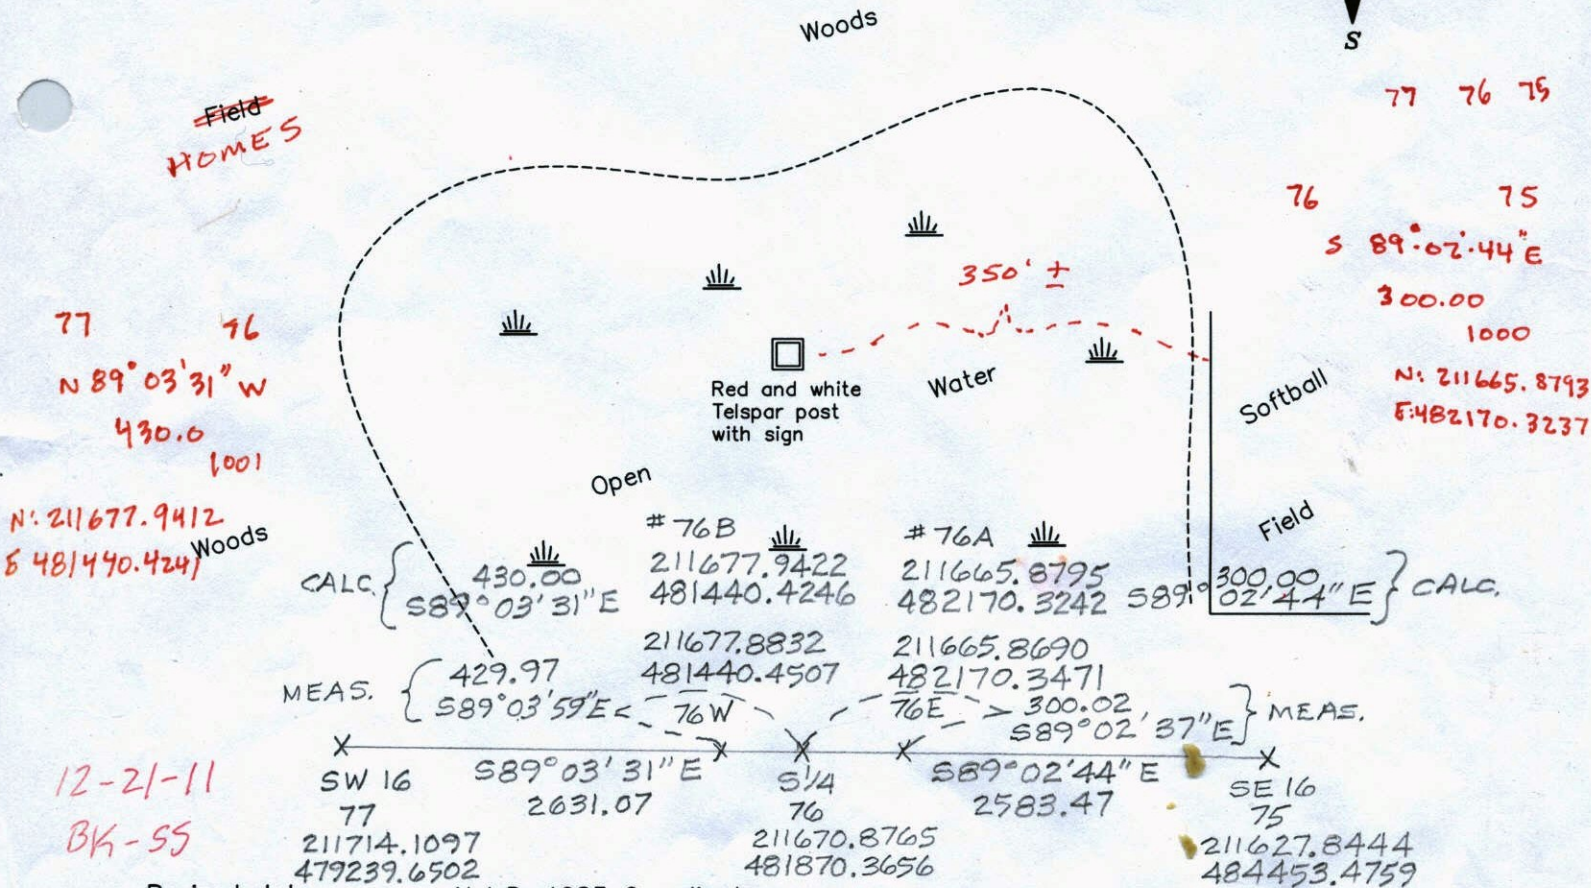 Woods
S
Field
HOMES
77 76 75
76 75
S 89°02'44"E
300.00
1000
N: 211665.8793
E:482170.3237
350' ±
77 76
N 89°03'31" W
430.0
1001
N: 211677.9412
E 481440.4241
Woods
Red and white
Telspar post
with sign
Water
Softball
Field
Open
CALC.
430.00
S89°03'31"E
#76B
211677.9422
481440.4246
#76A
211665.8795
482170.3242
300.00
S89°02'44"E
CALC.
MEAS.
429.97
S89°03'59"E
211677.8832
481440.4507
76W
211665.8690
482170.3471
76E
300.02
S89°02'37"E
MEAS.
SW 16
77
211714.1097
479239.6502
S89°03'31"E
2631.07
S1/4
76
211670.8765
481870.3656
S89°02'44"E
2583.47
SE 16
75
211627.8444
484453.4759
12-21-11
BK-55